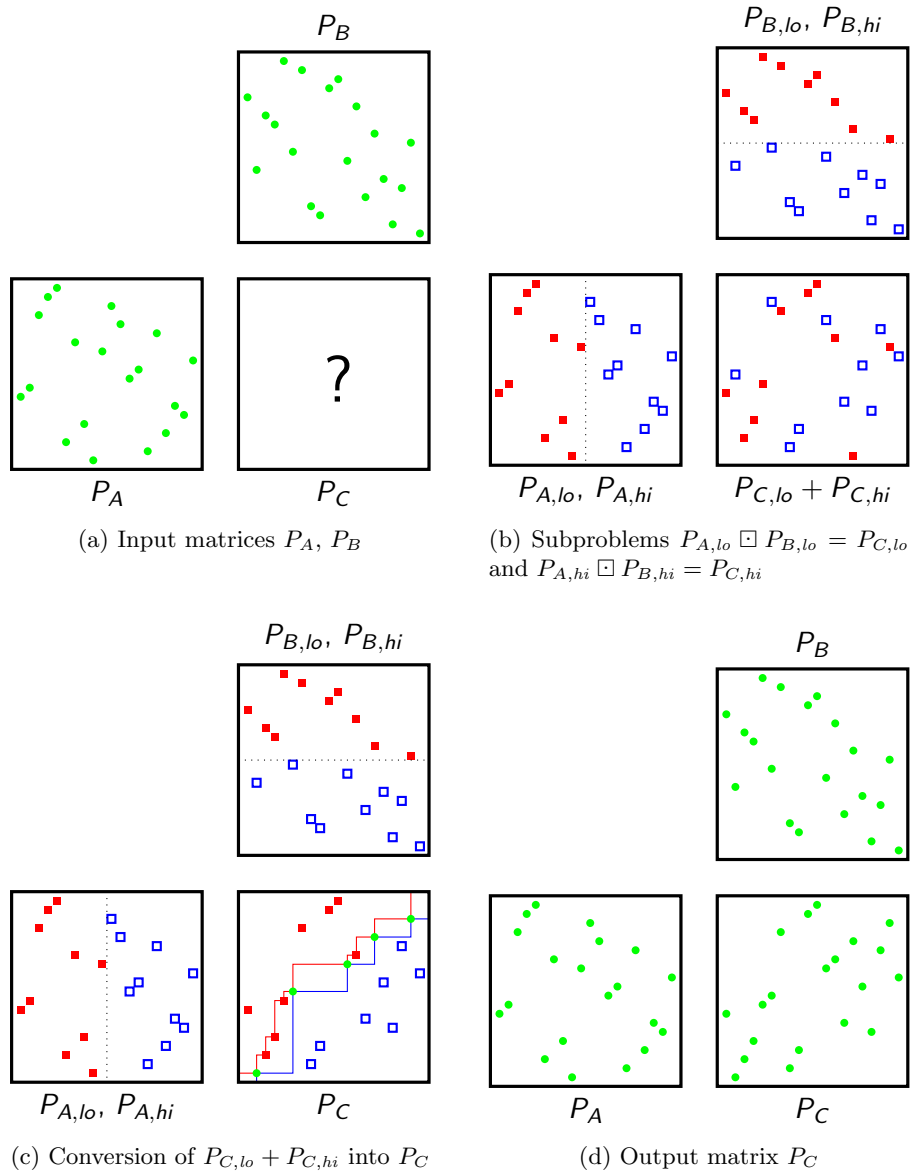 P_B
P_{B,lo}, P_{B,hi}
?
P_A
P_C
P_{A,lo}, P_{A,hi}
P_{C,lo} + P_{C,hi}
(a) Input matrices P_A, P_B
(b) Subproblems P_{A,lo} ⊡ P_{B,lo} = P_{C,lo}
and P_{A,hi} ⊡ P_{B,hi} = P_{C,hi}
P_{B,lo}, P_{B,hi}
P_B
P_{A,lo}, P_{A,hi}
P_C
P_A
P_C
(c) Conversion of P_{C,lo} + P_{C,hi} into P_C
(d) Output matrix P_C